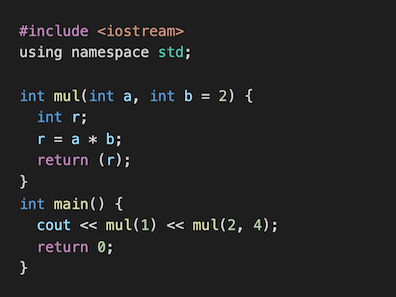 #include <iostream>
using namespace std;

int mul(int a, int b = 2) {
  int r;
  r = a * b;
  return (r);
}
int main() {
  cout << mul(1) << mul(2, 4);
  return 0;
}